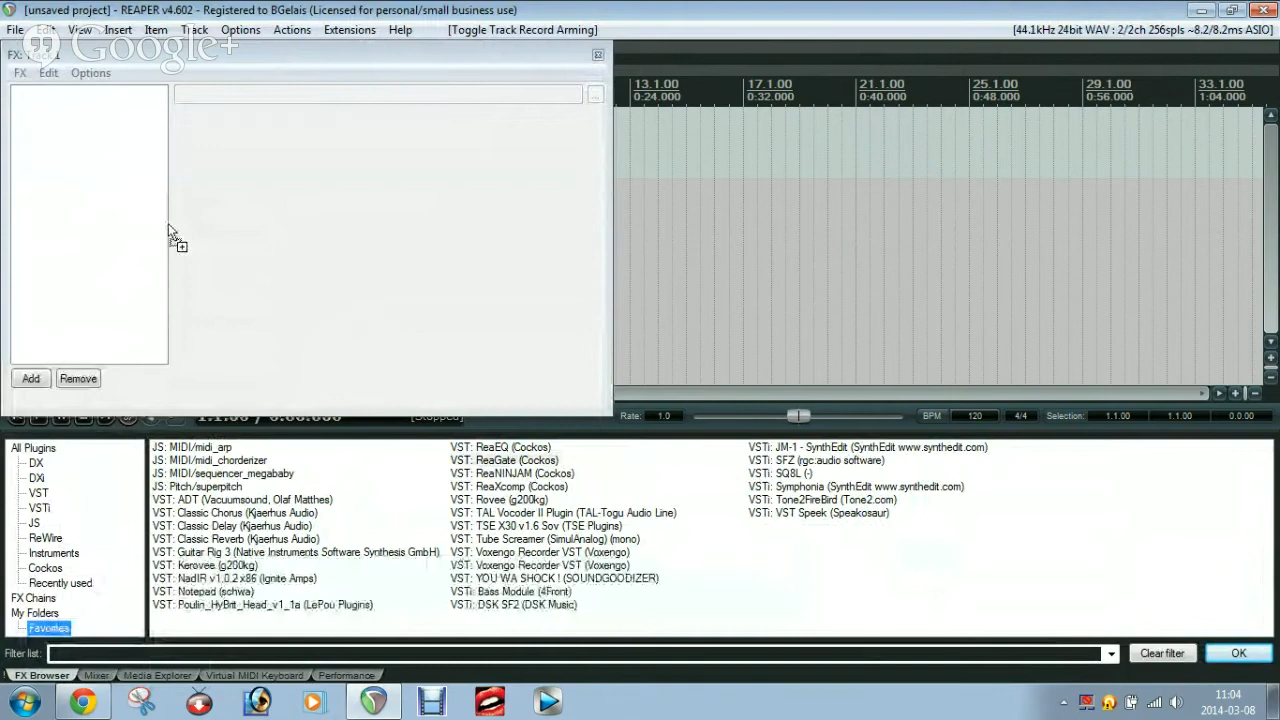 [unsaved project] - REAPER v4.602 - Registered to BGelais (Licensed for personal/small business use)
File Edit View Insert Item Track Options Actions Extensions Help [Toggle Track Record Arming] [44.1kHz 24bit WAV : 2/2ch 256spls ~8.2/8.2ms ASIO]
Google+
FX: Track 1
FX Edit Options
...
13.1.00 17.1.00 21.1.00 25.1.00 29.1.00 33.1.00
0:24.000 0:32.000 0:40.000 0:48.000 0:56.000 1:04.000
Add Remove
Rate: 1.0 BPM 120 4/4 Selection: 1.1.00 1.1.00 0.0.00
All Plugins
DX
DXi
VST
VSTi
JS
ReWire
Instruments
Cockos
Recently used
FX Chains
My Folders
Favorites
JS: MIDI/midi_arp
JS: MIDI/midi_chorderizer
JS: MIDI/sequencer_megababy
JS: Pitch/superpitch
VST: ADT (Vacuumsound, Olaf Matthes)
VST: Classic Chorus (Kjaerhus Audio)
VST: Classic Delay (Kjaerhus Audio)
VST: Classic Reverb (Kjaerhus Audio)
VST: Guitar Rig 3 (Native Instruments Software Synthesis GmbH)
VST: Kerovee (g200kg)
VST: NadIR v1.0.2 x86 (Ignite Amps)
VST: Notepad (schwa)
VST: Poulin_HyBrit_Head_v1_1a (LePou Plugins)
VST: ReaEQ (Cockos)
VST: ReaGate (Cockos)
VST: ReaNINJAM (Cockos)
VST: ReaXcomp (Cockos)
VST: Rovee (g200kg)
VST: TAL Vocoder II Plugin (TAL-Togu Audio Line)
VST: TSE X30 v1.6 Sov (TSE Plugins)
VST: Tube Screamer (SimulAnalog) (mono)
VST: Voxengo Recorder VST (Voxengo)
VST: Voxengo Recorder VST (Voxengo)
VST: YOU WA SHOCK ! (SOUNDGOODIZER)
VSTi: Bass Module (4Front)
VSTi: DSK SF2 (DSK Music)
VSTi: JM-1 - SynthEdit (SynthEdit www.synthedit.com)
VSTi: SFZ (rgc:audio software)
VSTi: SQ8L (-)
VSTi: Symphonia (SynthEdit www.synthedit.com)
VSTi: Tone2FireBird (Tone2.com)
VSTi: VST Speek (Speakosaur)
Filter list: Clear filter OK
! FX Browser Mixer Media Explorer Virtual MIDI Keyboard Performance
11:04
2014-03-08